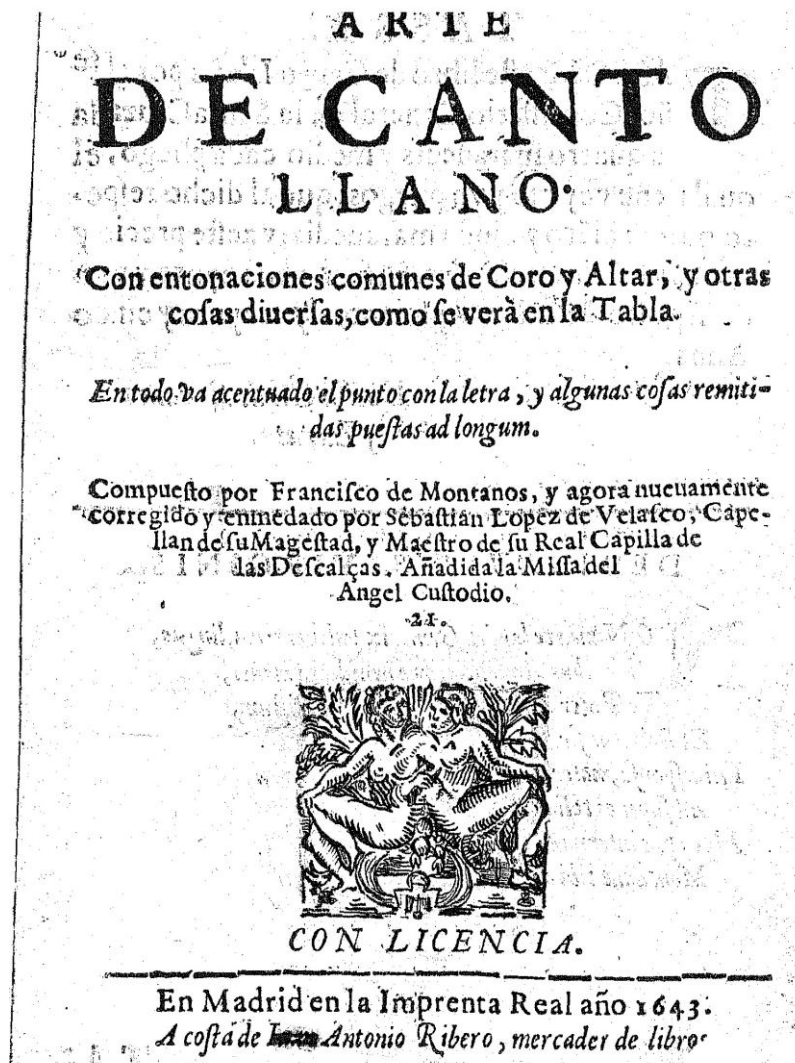 ARTE
DE CANTO
LLANO.
Con entonaciones comunes de Coro y Altar, y otras
coſas diuerſas, como ſe verà en la Tabla.
En todo va acentuado el punto con la letra, y algunas coſas remiti-
das pueſtas ad longum.
Compueſto por Franciſco de Montanos, y agora nueuamente
corregido y enmedado por Sebaſtian Lopez de Velaſco, Cape-
llan de ſu Mageſtad, y Maeſtro de ſu Real Capilla de
las Deſcalças. Añadida la Miſſa del
Angel Cuſtodio.
21.
CON LICENCIA.
En Madrid en la Imprenta Real año 1643.
A coſta de Antonio Ribero, mercader de libro